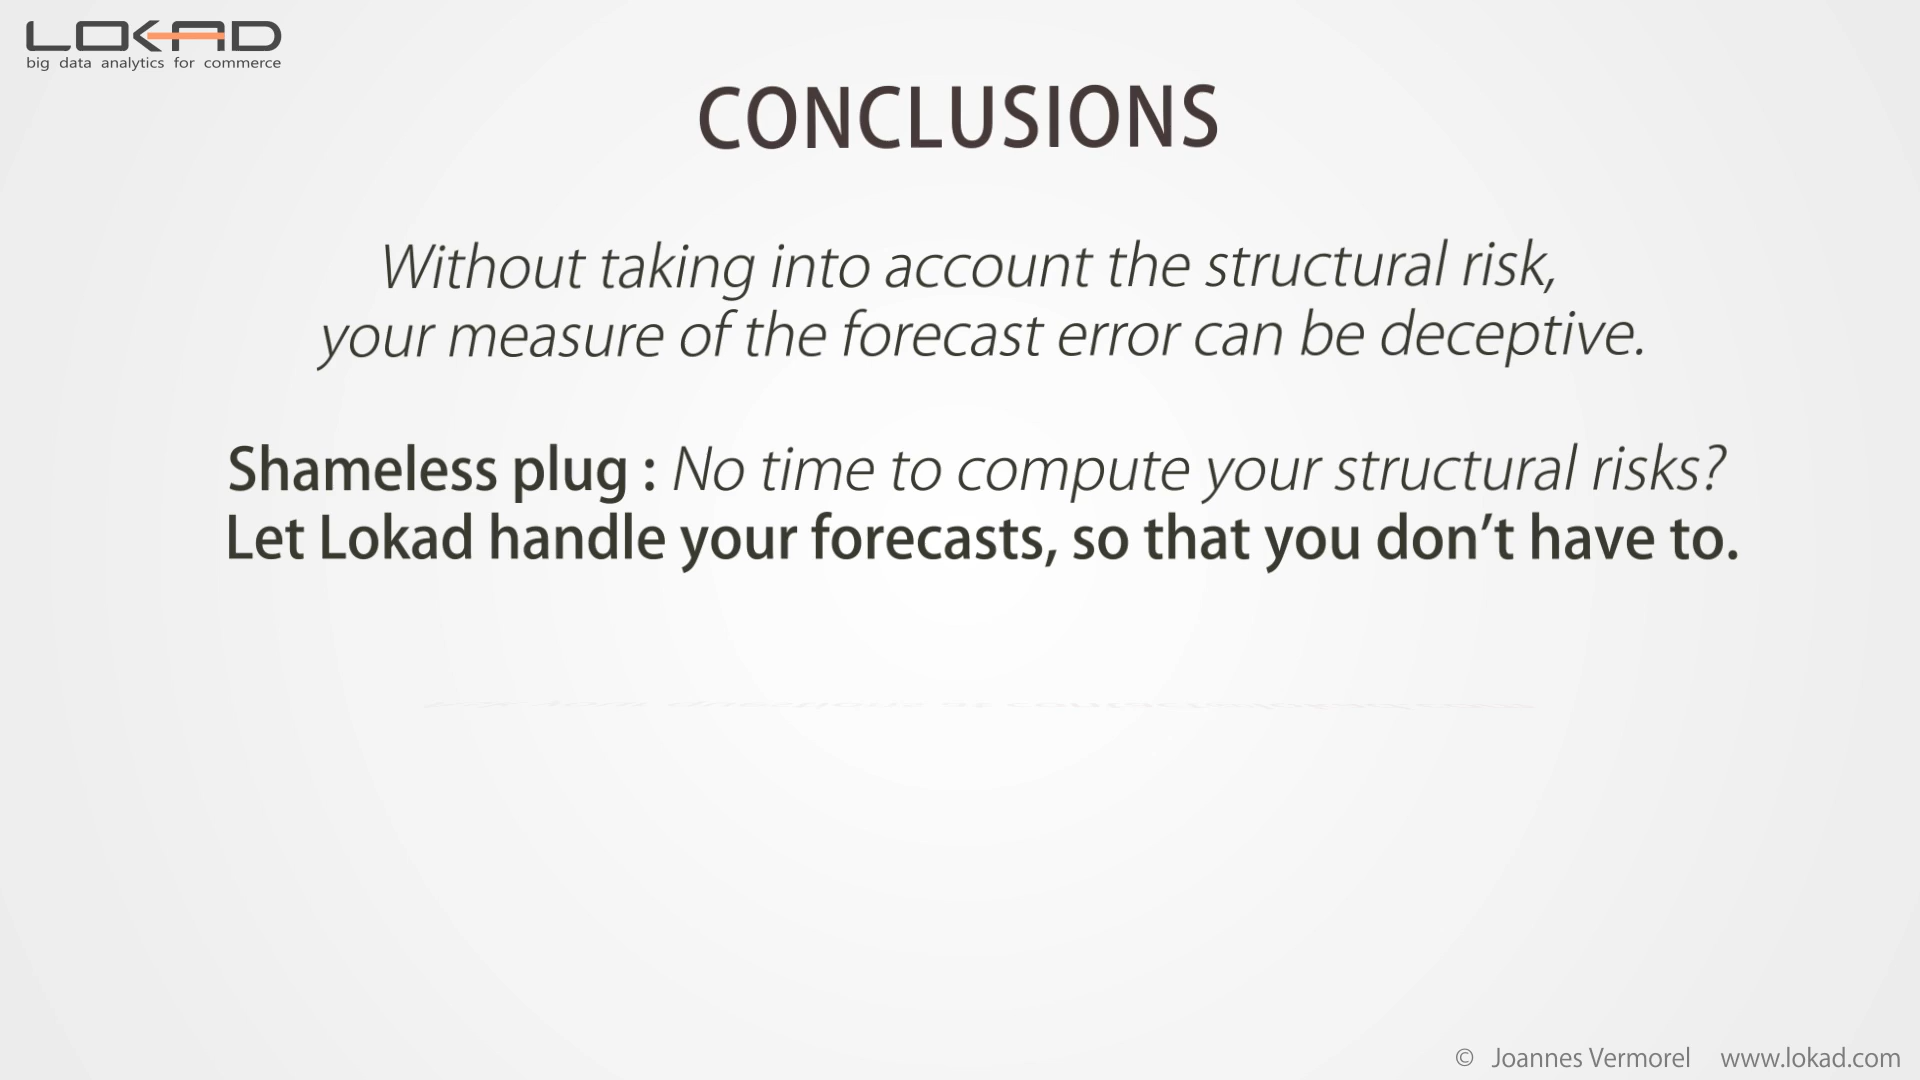 LOKAD
big data analytics for commerce
CONCLUSIONS
Without taking into account the structural risk,
your measure of the forecast error can be deceptive.
Shameless plug : No time to compute your structural risks?
Let Lokad handle your forecasts, so that you don’t have to.
© Joannes Vermorel www.lokad.com